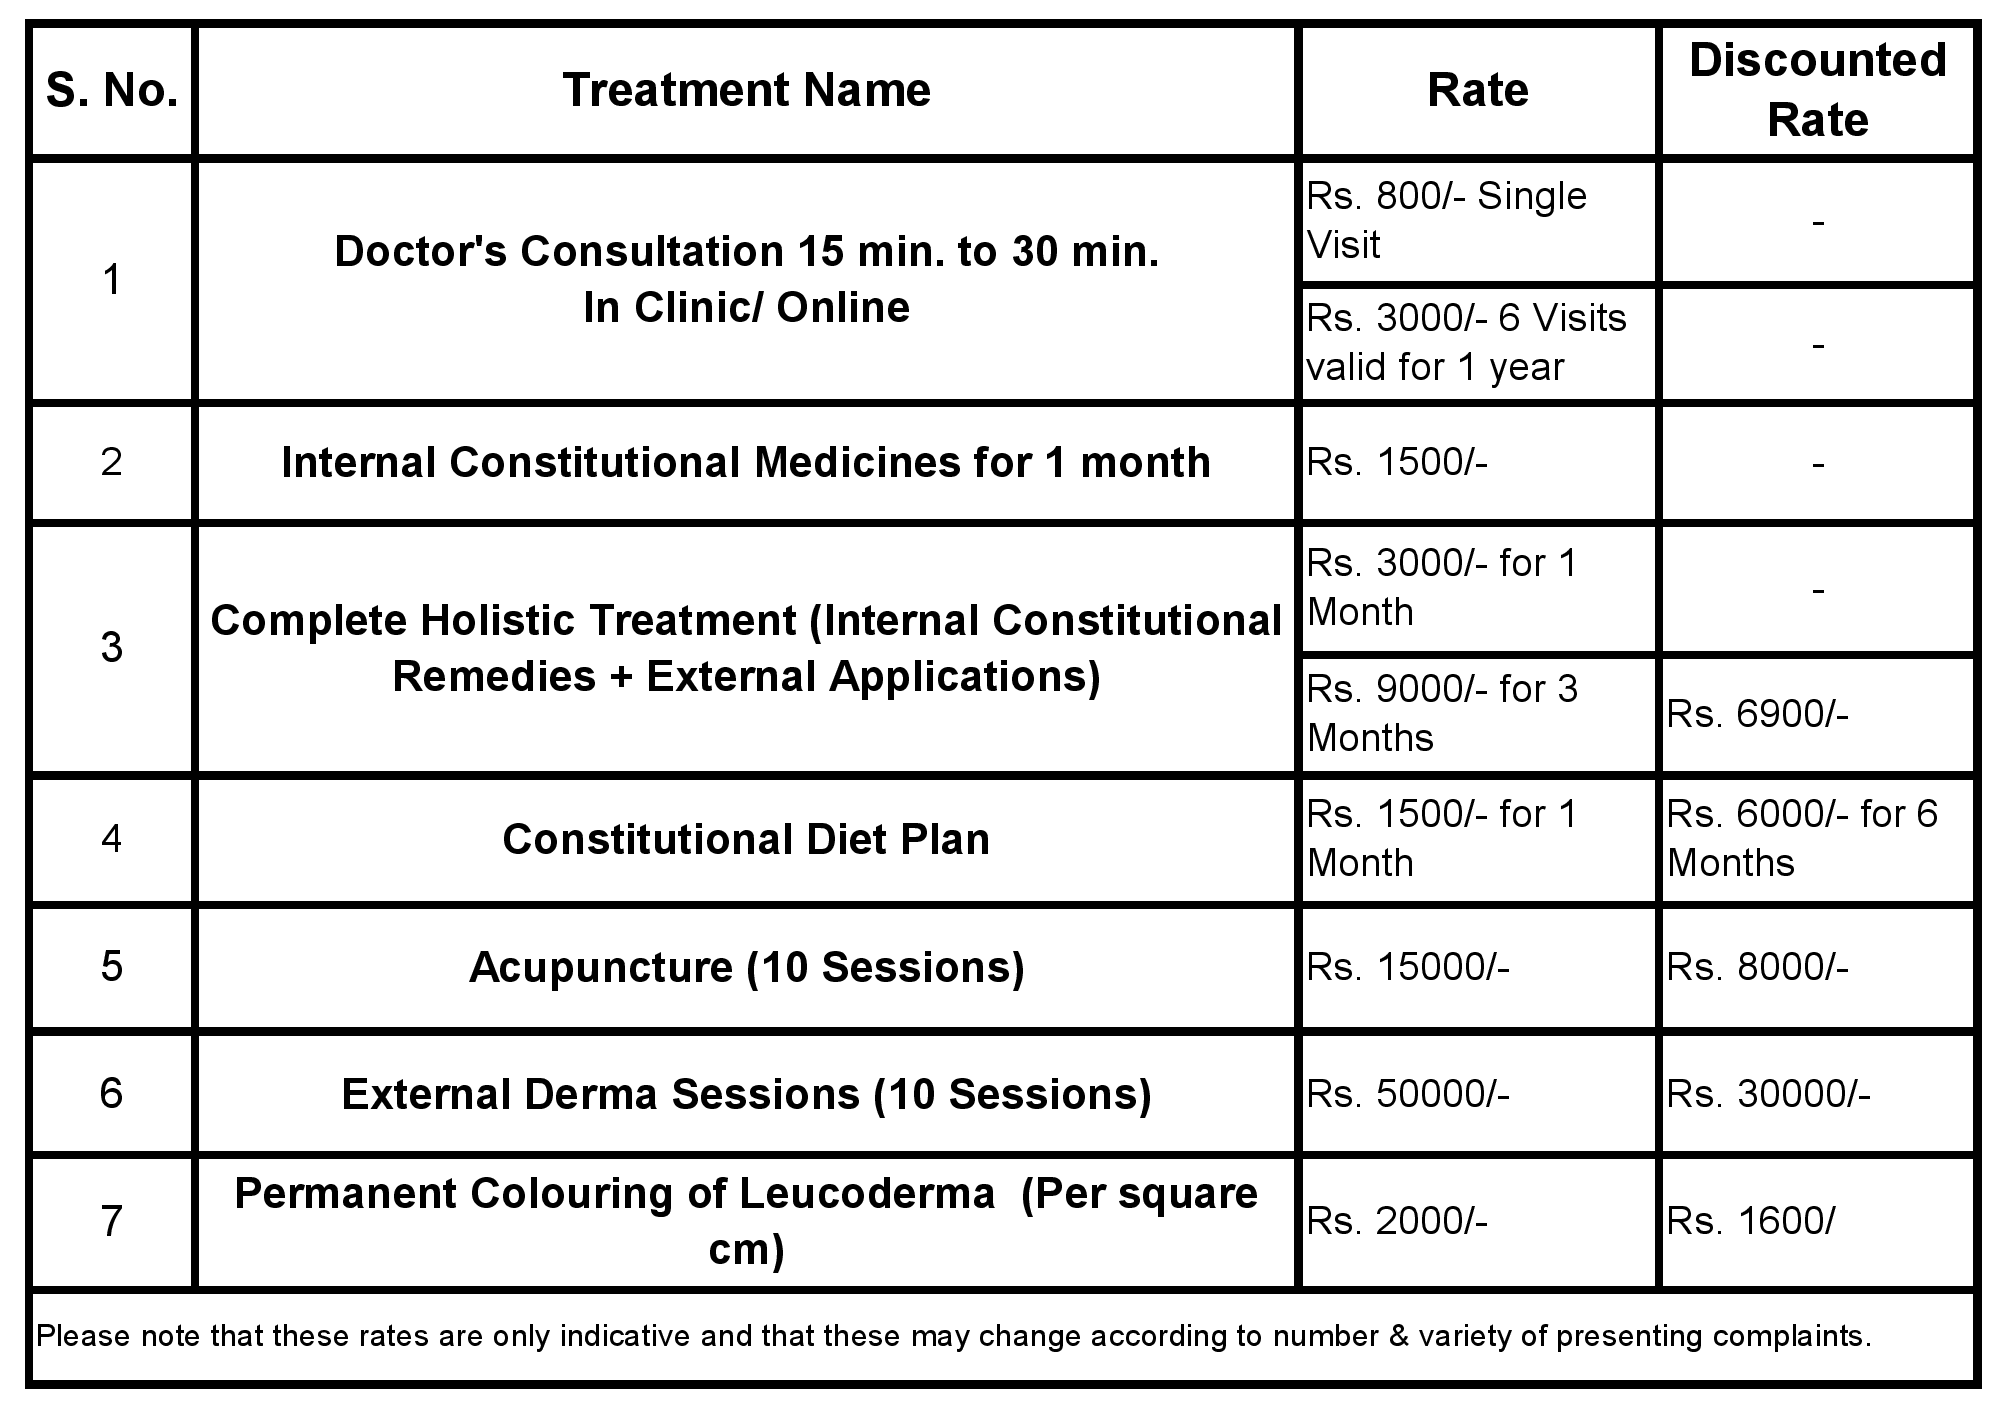 S. No.
Treatment Name
Rate
Discounted
Rate
1
Doctor's Consultation 15 min. to 30 min.
In Clinic/ Online
Rs. 800/- Single
Visit
-
Rs. 3000/- 6 Visits
valid for 1 year
-
2
Internal Constitutional Medicines for 1 month
Rs. 1500/-
-
3
Complete Holistic Treatment (Internal Constitutional
Remedies + External Applications)
Rs. 3000/- for 1
Month
-
Rs. 9000/- for 3
Months
Rs. 6900/-
4
Constitutional Diet Plan
Rs. 1500/- for 1
Month
Rs. 6000/- for 6
Months
5
Acupuncture (10 Sessions)
Rs. 15000/-
Rs. 8000/-
6
External Derma Sessions (10 Sessions)
Rs. 50000/-
Rs. 30000/-
7
Permanent Colouring of Leucoderma  (Per square
cm)
Rs. 2000/-
Rs. 1600/
Please note that these rates are only indicative and that these may change according to number & variety of presenting complaints.